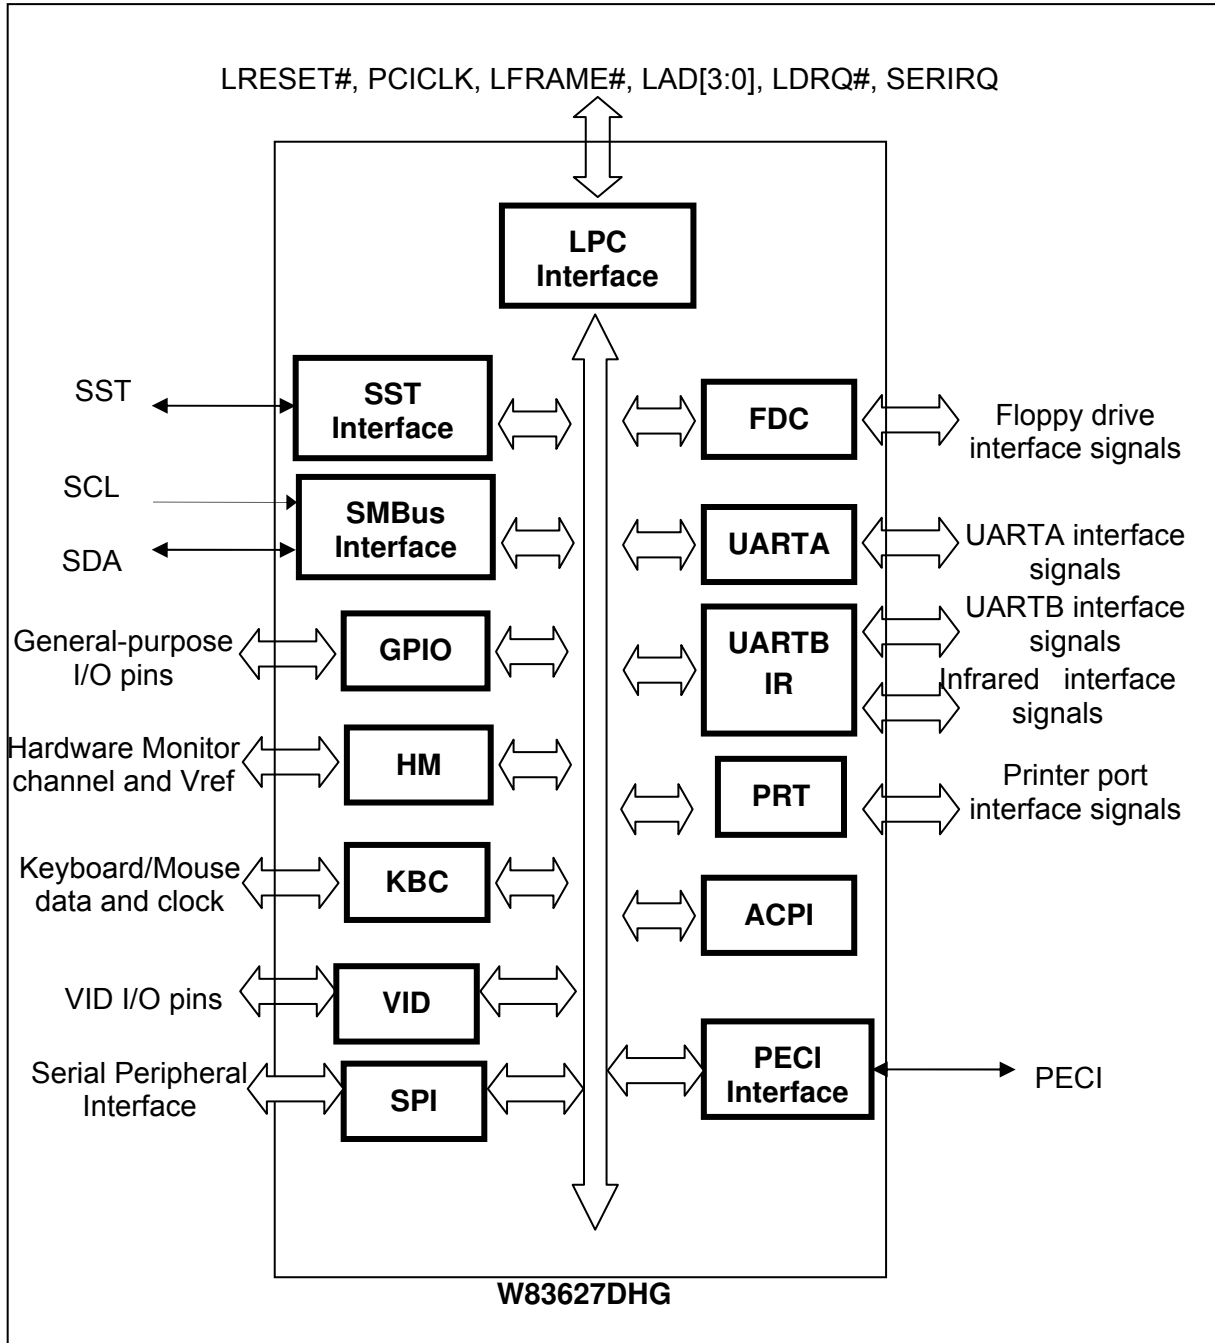 LRESET#, PCICLK, LFRAME#, LAD[3:0], LDRQ#, SERIRQ
LPC
Interface
SST
SST
Interface
SCL
SDA
SMBus
Interface
General-purpose
I/O pins
GPIO
Hardware Monitor
channel and Vref
HM
Keyboard/Mouse
data and clock
KBC
VID I/O pins
VID
Serial Peripheral
Interface
SPI
FDC
Floppy drive
interface signals
UARTA
UARTA interface
signals
UARTB
IR
UARTB interface
signals
Infrared interface
signals
PRT
Printer port
interface signals
ACPI
PECI
Interface
PECI
W83627DHG